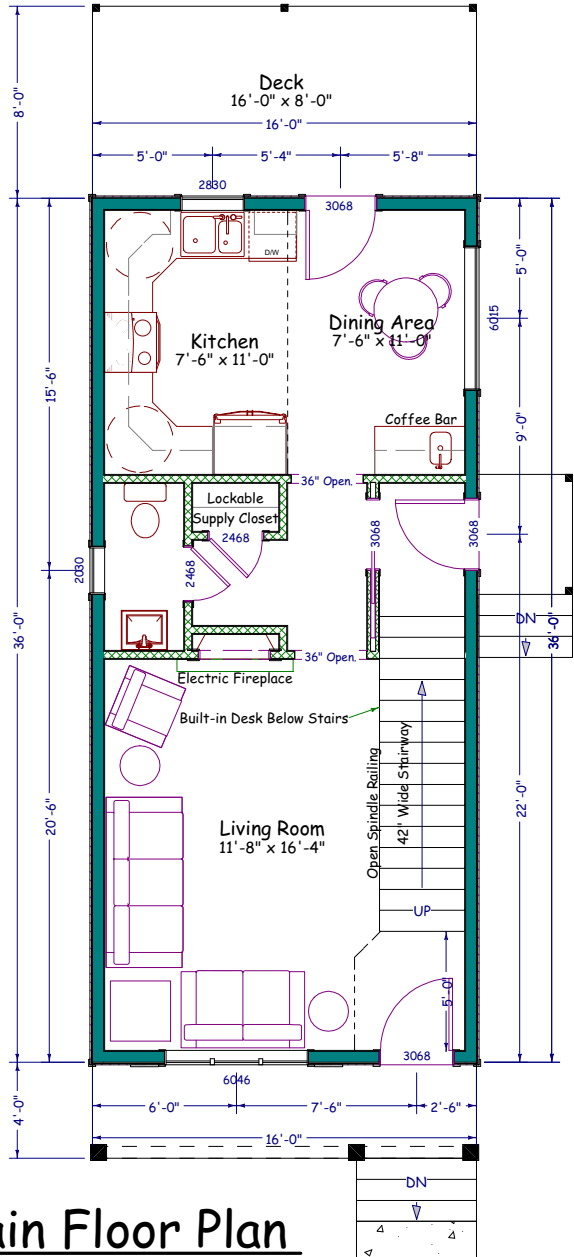 Deck
16'-0" x 8'-0"
16'-0"
8'-0"
5'-0"
5'-4"
5'-8"
2830
3068
D/W
5'-0"
Kitchen
7'-6" x 11'-0"
Dining Area
7'-6" x 11'-0"
6015
15'-6"
Coffee Bar
9'-0"
36" Open.
Lockable
Supply Closet
2468
2468
3068
3068
2030
36'-0"
DN
36'-0"
36" Open.
Electric Fireplace
Built-in Desk Below Stairs
Open Spindle Railing
42" Wide Stairway
20'-6"
Living Room
11'-8" x 16'-4"
22'-0"
UP
5'-0"
3068
6046
4'-0"
6'-0"
7'-6"
2'-6"
16'-0"
DN
ain Floor Plan